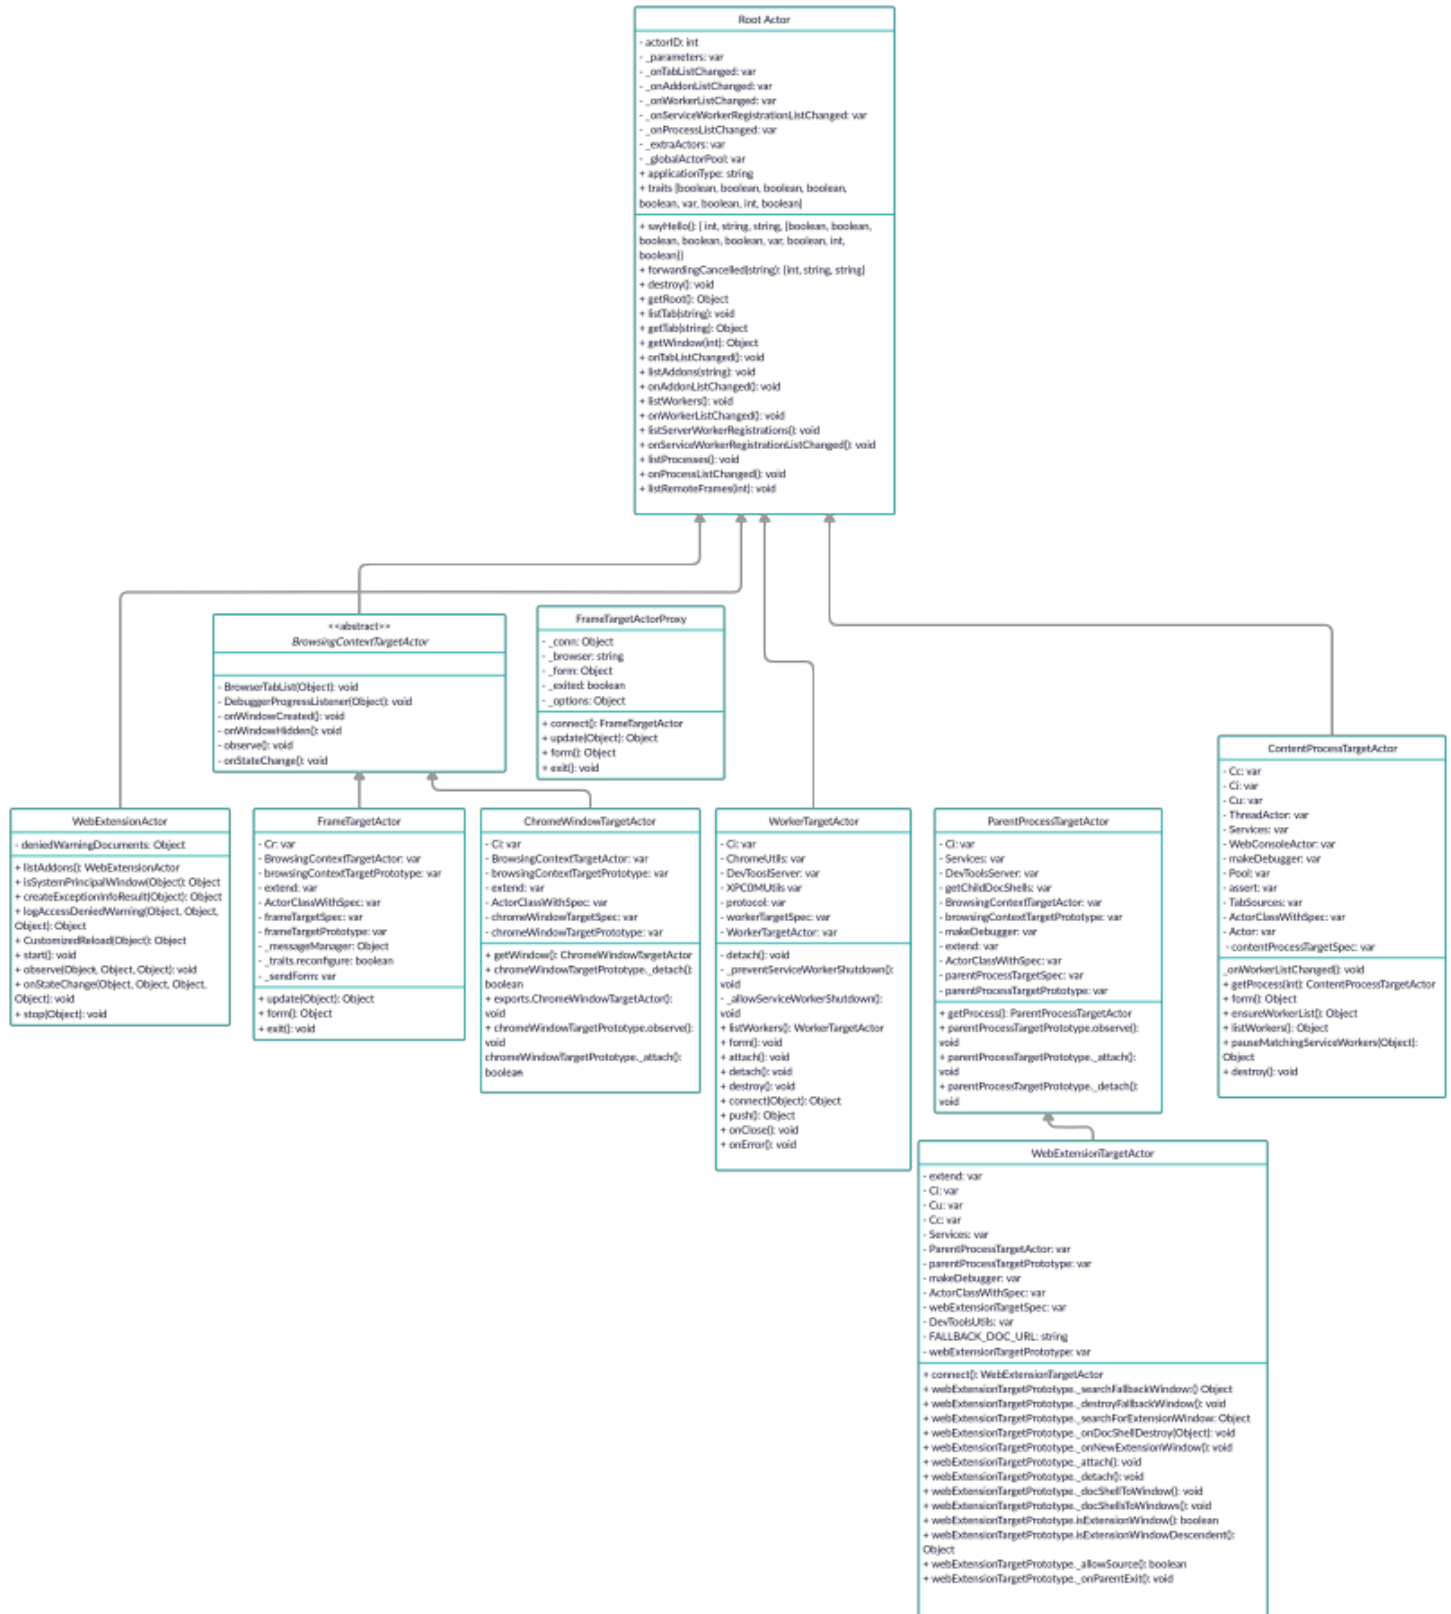 Root Actor
- actorID: int
- _parameters: var
- _onTabListChanged: var
- _onAddonListChanged: var
- _onWorkerListChanged: var
- _onServiceWorkerRegistrationListChanged: var
- _onProcessListChanged: var
- _extraActors: var
- _globalActorPool: var
+ applicationType: string
+ traits {boolean, boolean, boolean, boolean,
boolean, var, boolean, int, boolean}
+ sayHello(): { int, string, string, {boolean, boolean,
boolean, boolean, boolean, var, boolean, int,
boolean}}
+ forwardingCancelled(string): {int, string, string}
+ destroy(): void
+ getRoot(): Object
+ listTab(string): void
+ getTab(string): Object
+ getWindow(int): Object
+ onTabListChanged(): void
+ listAddons(string): void
+ onAddonListChanged(): void
+ listWorkers(): void
+ onWorkerListChanged(): void
+ listServerWorkerRegistrations(): void
+ onServiceWorkerRegistrationListChanged(): void
+ listProcesses(): void
+ onProcessListChanged(): void
+ listRemoteFrames(int): void
<<abstract>>
BrowsingContextTargetActor
- BrowserTabList(Object): void
- DebuggerProgressListener(Object): void
- onWindowCreated(): void
- onWindowHidden(): void
- observe(): void
- onStateChange(): void
FrameTargetActorProxy
- _conn: Object
- _browser: string
- _form: Object
- _exited: boolean
- _options: Object
+ connect(): FrameTargetActor
+ update(Object): Object
+ form(): Object
+ exit(): void
ContentProcessTargetActor
- Cc: var
- Ci: var
- Cu: var
- ThreadActor: var
- Services: var
- WebConsoleActor: var
- makeDebugger: var
- Pool: var
- assert: var
- TabSources: var
- ActorClassWithSpec: var
- Actor: var
- contentProcessTargetSpec: var
_onWorkerListChanged(): void
+ getProcess(int): ContentProcessTargetActor
+ form(): Object
+ ensureWorkerList(): Object
+ listWorkers(): Object
+ pauseMatchingServiceWorkers(Object):
Object
+ destroy(): void
WebExtensionActor
- deniedWarningDocuments: Object
+ listAddons(): WebExtensionActor
+ isSystemPrincipalWindow(Object): Object
+ createExceptionInfoResult(Object): Object
+ logAccessDeniedWarning(Object, Object,
Object): Object
+ CustomizedReload(Object): Object
+ start(): void
+ observe(Object, Object, Object): void
+ onStateChange(Object, Object, Object,
Object): void
+ stop(Object): void
FrameTargetActor
- Cr: var
- BrowsingContextTargetActor: var
- browsingContextTargetPrototype: var
- extend: var
- ActorClassWithSpec: var
- frameTargetSpec: var
- frameTargetPrototype: var
- _messageManager: Object
- _traits.reconfigure: boolean
- _sendForm: var
+ update(Object): Object
+ form(): Object
+ exit(): void
ChromeWindowTargetActor
- Ci: var
- BrowsingContextTargetActor: var
- browsingContextTargetPrototype: var
- extend: var
- ActorClassWithSpec: var
- chromeWindowTargetSpec: var
- chromeWindowTargetPrototype: var
+ getWindow(): ChromeWindowTargetActor
+ chromeWindowTargetPrototype._detach():
boolean
+ exports.ChromeWindowTargetActor():
void
+ chromeWindowTargetPrototype.observe():
void
chromeWindowTargetPrototype._attach():
boolean
WorkerTargetActor
- Ci: var
- ChromeUtils: var
- DevToolsServer: var
- XPCOMUtils var
- protocol: var
- workerTargetSpec: var
- WorkerTargetActor: var
- detach(): void
- _preventServiceWorkerShutdown():
void
- _allowServiceWorkerShutdown():
void
+ listWorkers(): WorkerTargetActor
+ form(): void
+ attach(): void
+ detach(): void
+ destroy(): void
+ connect(Object): Object
+ push(): Object
+ onClose(): void
+ onError(): void
ParentProcessTargetActor
- Ci: var
- Services: var
- DevToolsServer: var
- getChildDocShells: var
- BrowsingContextTargetActor: var
- browsingContextTargetPrototype: var
- makeDebugger: var
- extend: var
- ActorClassWithSpec: var
- parentProcessTargetSpec: var
- parentProcessTargetPrototype: var
+ getProcess(): ParentProcessTargetActor
+ parentProcessTargetPrototype.observe():
void
+ parentProcessTargetPrototype._attach():
void
+ parentProcessTargetPrototype._detach():
void
WebExtensionTargetActor
- extend: var
- Ci: var
- Cu: var
- Cc: var
- Services: var
- ParentProcessTargetActor: var
- parentProcessTargetPrototype: var
- makeDebugger: var
- ActorClassWithSpec: var
- webExtensionTargetSpec: var
- DevToolsUtils: var
- FALLBACK_DOC_URL: string
- webExtensionTargetPrototype: var
+ connect(): WebExtensionTargetActor
+ webExtensionTargetPrototype._searchFallbackWindow:() Object
+ webExtensionTargetPrototype._destroyFallbackWindow(): void
+ webExtensionTargetPrototype._searchForExtensionWindow: Object
+ webExtensionTargetPrototype._onDocShellDestroy(Object): void
+ webExtensionTargetPrototype._onNewExtensionWindow(): void
+ webExtensionTargetPrototype._attach(): void
+ webExtensionTargetPrototype._detach(): void
+ webExtensionTargetPrototype._docShellToWindow(): void
+ webExtensionTargetPrototype._docShellsToWindows(): void
+ webExtensionTargetPrototype.isExtensionWindow(): boolean
+ webExtensionTargetPrototype.isExtensionWindowDescendent():
Object
+ webExtensionTargetPrototype._allowSource(): boolean
+ webExtensionTargetPrototype._onParentExit(): void